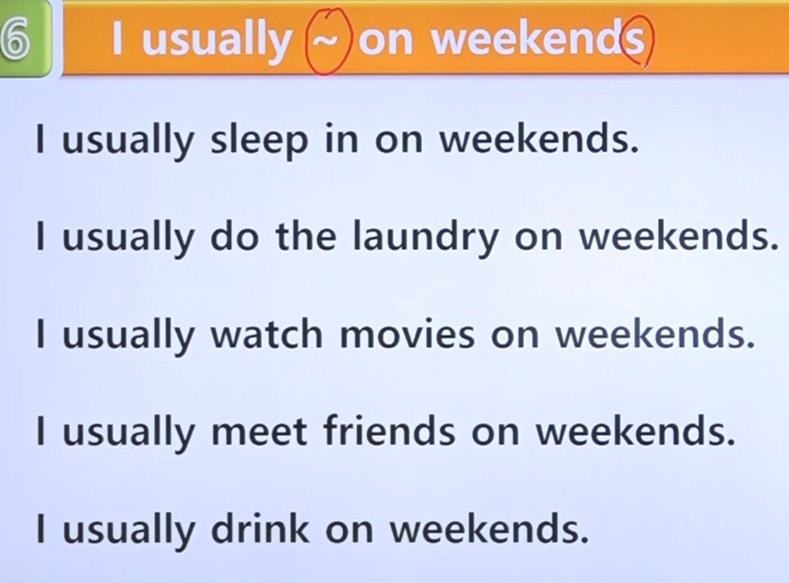 6 I usually ~ on weekends
I usually sleep in on weekends.
I usually do the laundry on weekends.
I usually watch movies on weekends.
I usually meet friends on weekends.
I usually drink on weekends.